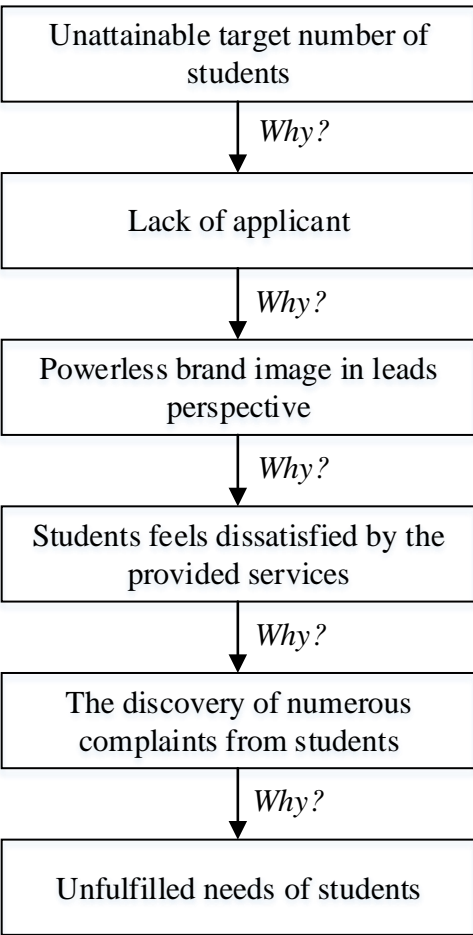 Unattainable target number of
students
Why?
Lack of applicant
Why?
Powerless brand image in leads
perspective
Why?
Students feels dissatisfied by the
provided services
Why?
The discovery of numerous
complaints from students
Why?
Unfulfilled needs of students